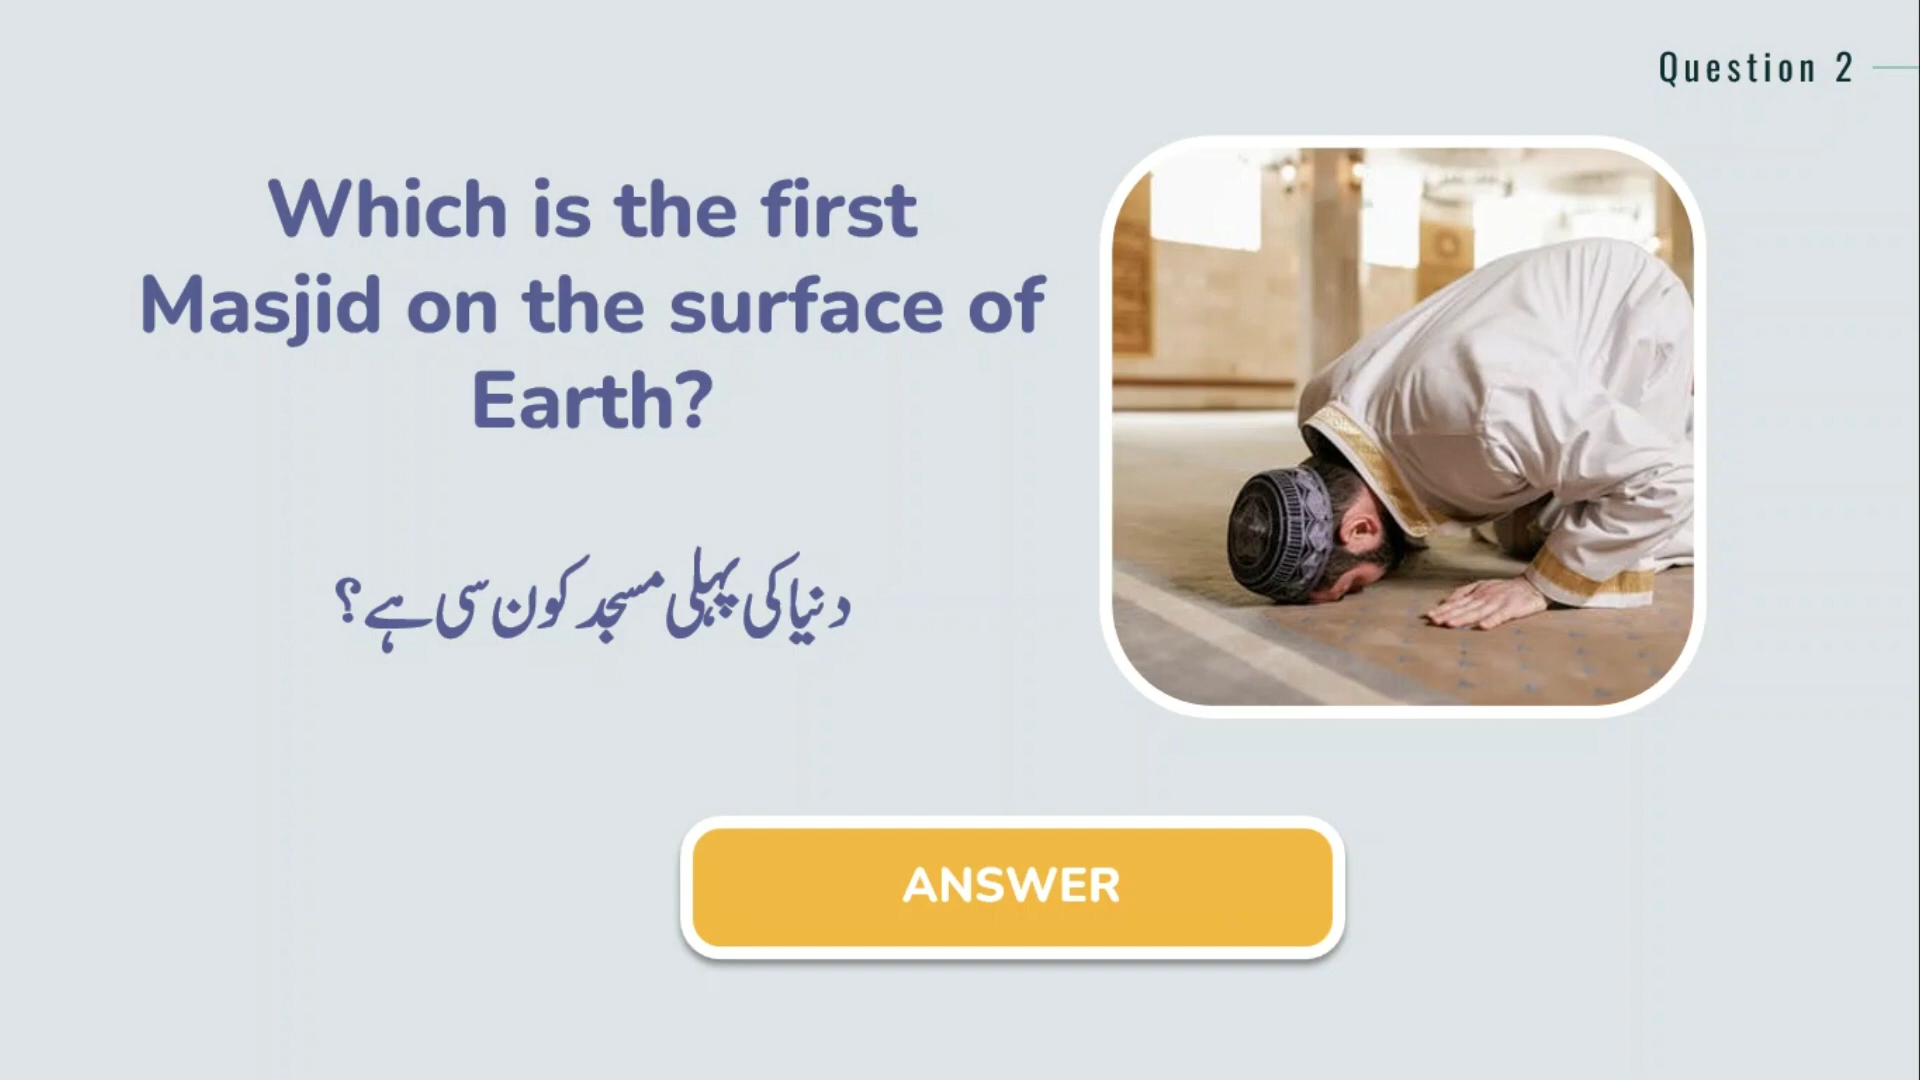 Question 2
Which is the first
Masjid on the surface of
Earth?
دنیا کی پہلی مسجد کون سی ہے؟
ANSWER